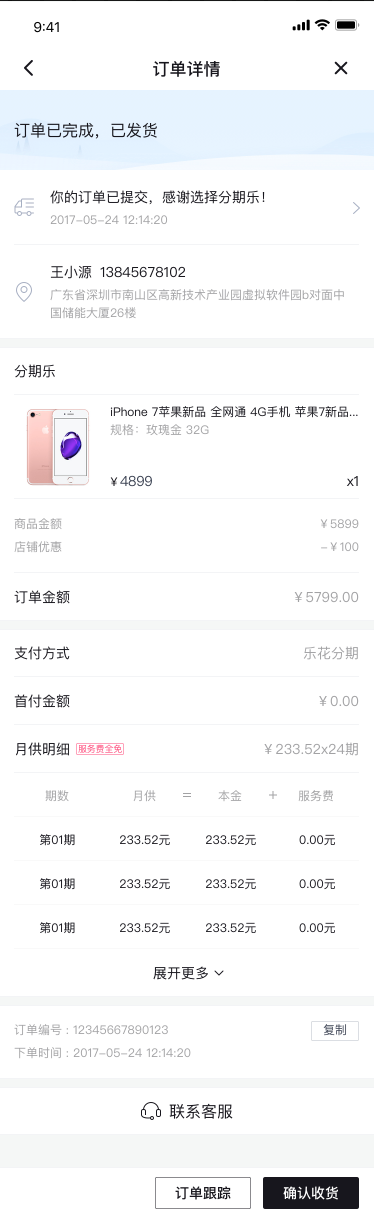 9:41
订单详情
订单已完成，已发货
你的订单已提交，感谢选择分期乐！
2017-05-24 12:14:20
王小源 13845678102
广东省深圳市南山区高新技术产业园虚拟软件园b对面中
国储能大厦26楼
分期乐
iPhone 7苹果新品 全网通 4G手机 苹果7新品...
规格：玫瑰金 32G
￥4899 x1
商品金额 ￥5899
店铺优惠 -￥100
订单金额 ￥5799.00
支付方式 乐花分期
首付金额 ￥0.00
月供明细 服务费全免 ￥233.52x24期
期数 月供 = 本金 + 服务费
第01期 233.52元 233.52元 0.00元
第01期 233.52元 233.52元 0.00元
第01期 233.52元 233.52元 0.00元
展开更多
订单编号：12345667890123 复制
下单时间：2017-05-24 12:14:20
联系客服
订单跟踪 确认收货